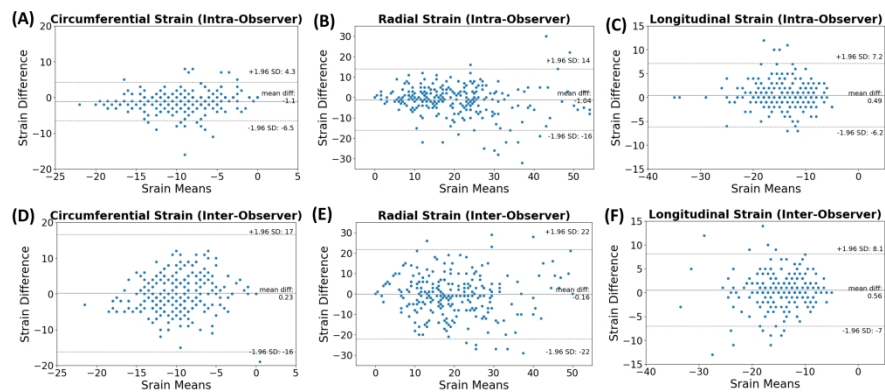 (A) Circumferential Strain (Intra-Observer)
20
15
10
5
0
−5
−10
−15
−20
+1.96 SD: 4.3
mean diff:
-1.1
-1.96 SD: -6.5
−25 −20 −15 −10 −5 0 5
Srain Means
Strain Difference
(B) Radial Strain (Intra-Observer)
30
20
10
0
−10
−20
−30
+1.96 SD: 14
mean diff:
-1.04
-1.96 SD: -16
0 10 20 30 40 50
Srain Means
Strain Difference
(C) Longitudinal Strain (Intra-Observer)
15
10
5
0
−5
−10
−15
+1.96 SD: 7.2
mean diff:
0.49
-1.96 SD: -6.2
−40 −30 −20 −10 0
Srain Means
Strain Difference
(D) Circumferential Strain (Inter-Observer)
20
10
0
−10
−20
+1.96 SD: 17
mean diff:
0.23
-1.96 SD: -16
−25 −20 −15 −10 −5 0 5
Srain Means
Strain Difference
(E) Radial Strain (Inter-Observer)
30
20
10
0
−10
−20
−30
+1.96 SD: 22
mean diff:
-0.16
-1.96 SD: -22
0 10 20 30 40 50
Srain Means
Strain Difference
(F) Longitudinal Strain (Inter-Observer)
15
10
5
0
−5
−10
−15
+1.96 SD: 8.1
mean diff:
0.56
-1.96 SD: -7
−30 −20 −10 0
Srain Means
Strain Difference